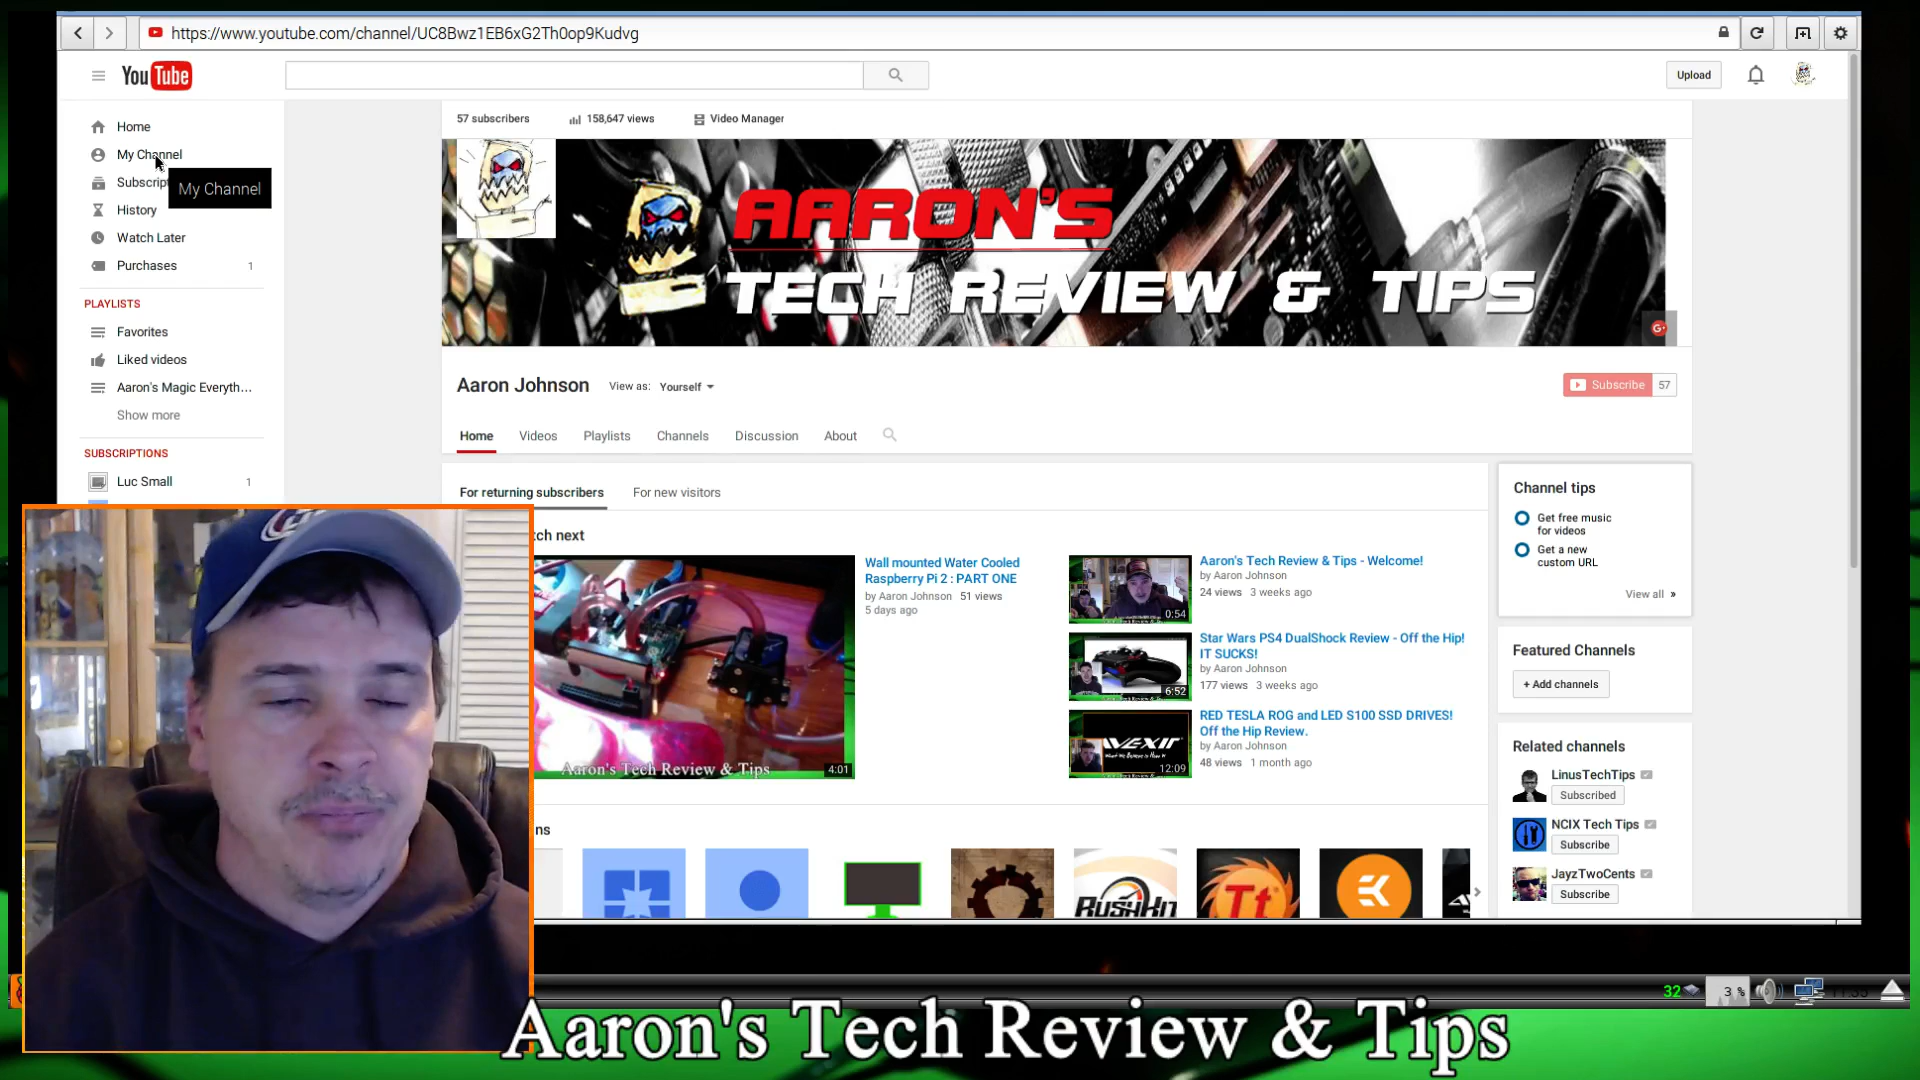 https://www.youtube.com/channel/UC8Bwz1EB6xG2Th0op9Kudvg
YouTube
Upload
Home
My Channel
Subscript
My Channel
History
Watch Later
Purchases 1
PLAYLISTS
Favorites
Liked videos
Aaron's Magic Everyth...
Show more
SUBSCRIPTIONS
Luc Small 1
57 subscribers 158,647 views Video Manager
AARON'S
TECH REVIEW & TIPS
G+
Aaron Johnson View as: Yourself
Subscribe 57
Home Videos Playlists Channels Discussion About
For returning subscribers For new visitors
tch next
Aaron's Tech Review & Tips
4:01
Wall mounted Water Cooled
Raspberry Pi 2 : PART ONE
by Aaron Johnson 51 views
5 days ago
0:54
Aaron's Tech Review & Tips - Welcome!
by Aaron Johnson
24 views 3 weeks ago
6:52
Star Wars PS4 DualShock Review - Off the Hip!
IT SUCKS!
by Aaron Johnson
177 views 3 weeks ago
12:09
RED TESLA ROG and LED S100 SSD DRIVES!
Off the Hip Review.
by Aaron Johnson
48 views 1 month ago
ns
RUSHKIT
Tt
EK
Channel tips
Get free music
for videos
Get a new
custom URL
View all »
Featured Channels
+ Add channels
Related channels
LinusTechTips
Subscribed
NCIX Tech Tips
Subscribe
JayzTwoCents
Subscribe
32 3 %
Aaron's Tech Review & Tips